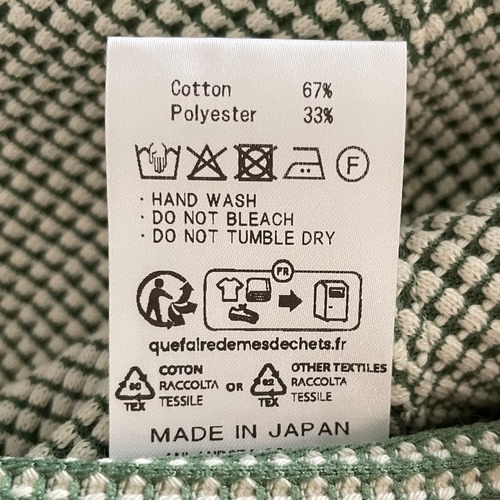 Cotton 67%
Polyester 33%
F
· HAND WASH
· DO NOT BLEACH
· DO NOT TUMBLE DRY
FR
quefairedemesdechets.fr
COTON
RACCOLTA
TESSILE
60
TEX
OR
OTHER TEXTILES
RACCOLTA
TESSILE
62
TEX
MADE IN JAPAN